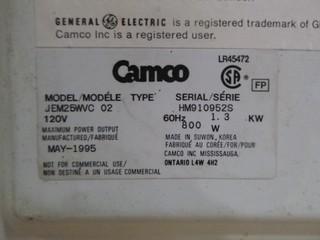 GENERAL ELECTRIC is a registered trademark of G
Camco Inc is a registered user.
Camco
LR45472
SA
FP
MODEL/MODÉLE TYPE SERIAL/SÉRIE
JEM25WVC 02 HM910952S
120V 60Hz 1.3 KW
MAXIMUM POWER OUTPUT 800 W
MANUFACTURED/FABRIQUÉ MADE IN SUWON, KOREA
MAY-1995 FABRIQUÉ AU CORÉE/FOR/POUR
CAMCO INC MISSISSAUGA,
NOT FOR COMMERCIAL USE/ ONTARIO L4W 4H2
NON DESTINÉ A UN USAGE COMMERCIAL